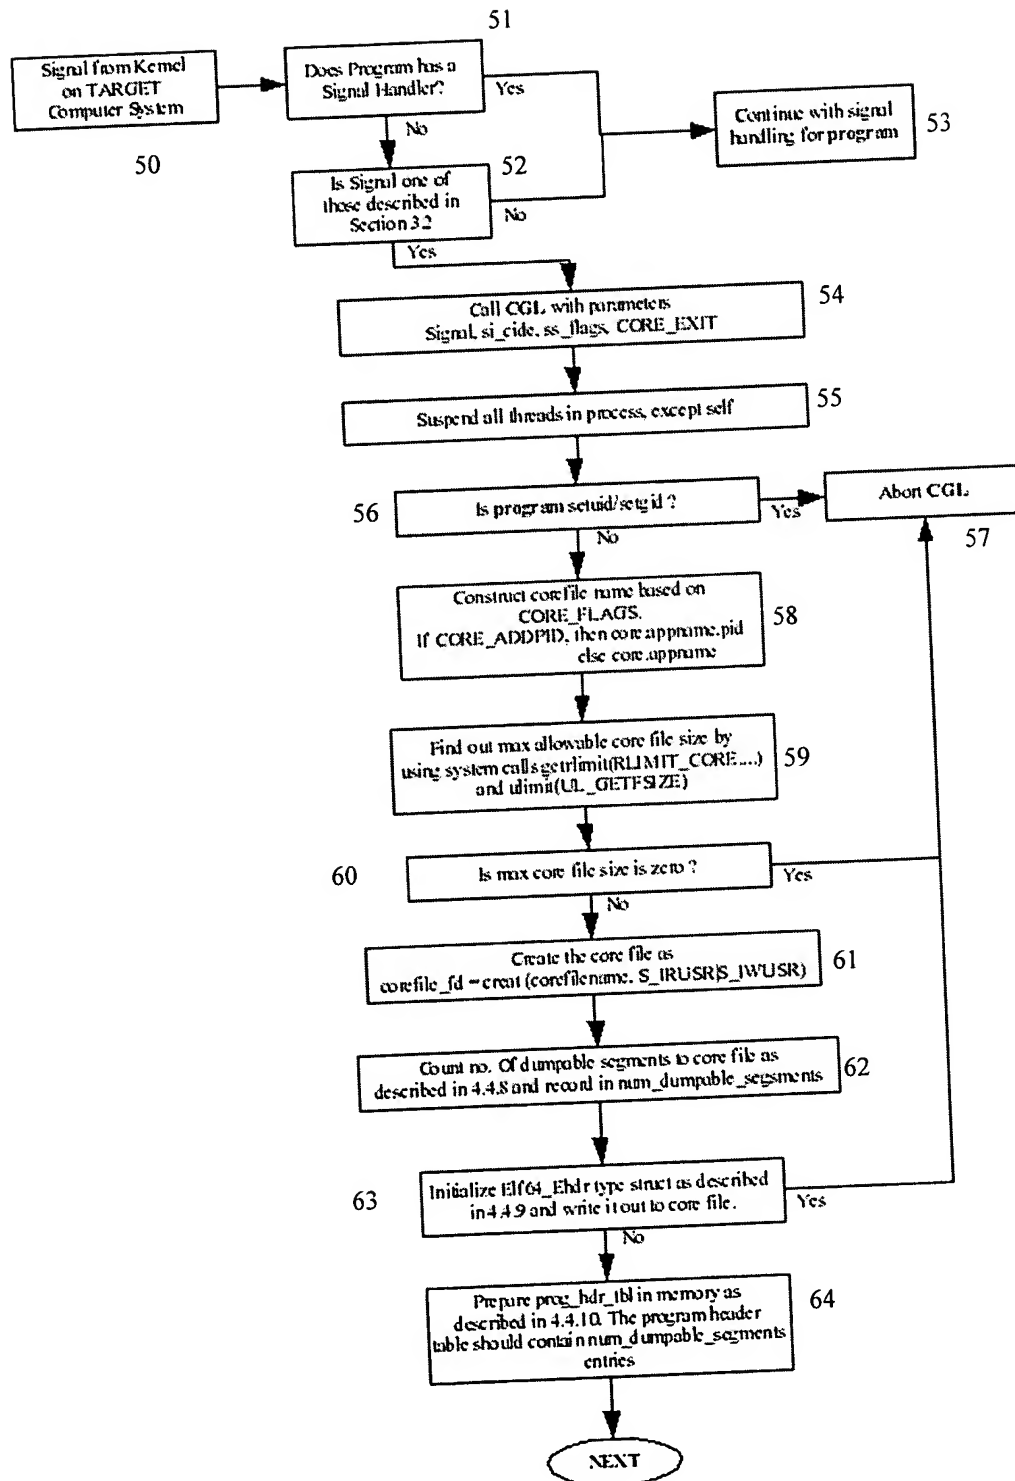 51
Signal from Kernel
on TARGET
Computer System
50
Does Program has a
Signal Handler?
Yes
No
Continue with signal
handling for program
53
52
Is Signal one of
those described in
Section 3.2
No
Yes
Call CGL with parameters
Signal, si_cide, ss_flags, CORE_EXIT
54
Suspend all threads in process, except self
55
56
Is program setuid/setgid ?
Yes
No
Abort CGL
57
Construct corefile name based on
CORE_FLAGS.
If CORE_ADDPID, then core.appname.pid
else core.appname
58
Find out max allowable core file size by
using system calls getrlimit(RLIMIT_CORE....)
and ulimit(UL_GETFSIZE)
59
60
Is max core file size is zero ?
Yes
No
Create the core file as
corefile_fd = creat (corefilename, S_IRUSR|S_IWUSR)
61
Count no. Of dumpable segments to core file as
described in 4.4.8 and record in num_dumpable_segsments
62
63
Initialize Elf64_Ehdr type struct as described
in 4.4.9 and write it out to core file.
Yes
No
Prepare prog_hdr_tbl in memory as
described in 4.4.10. The program header
table should contain num_dumpable_segments
entries
64
NEXT